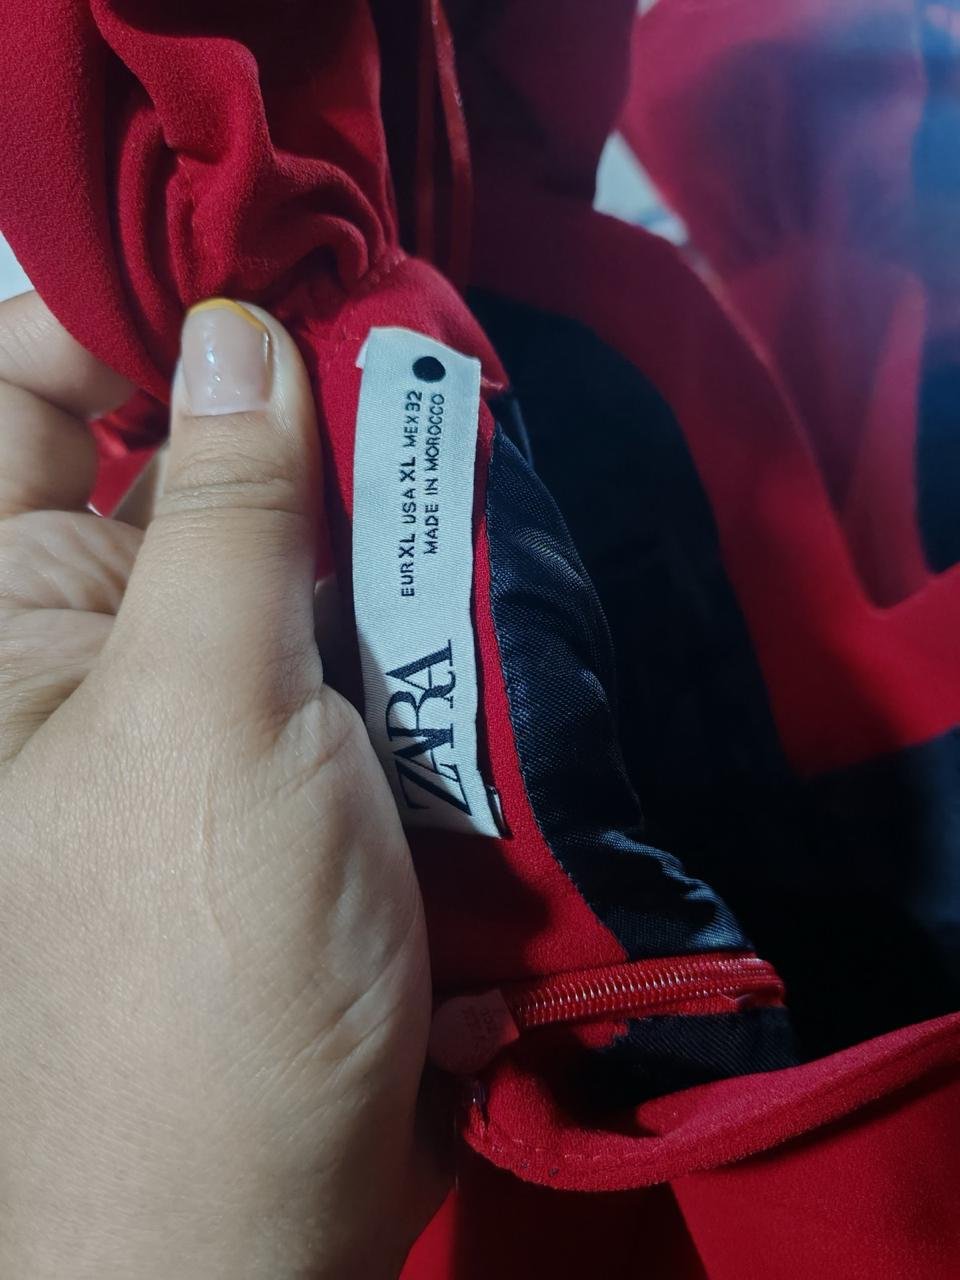 ZARA
EUR XL USA XL MEX 32
MADE IN MOROCCO